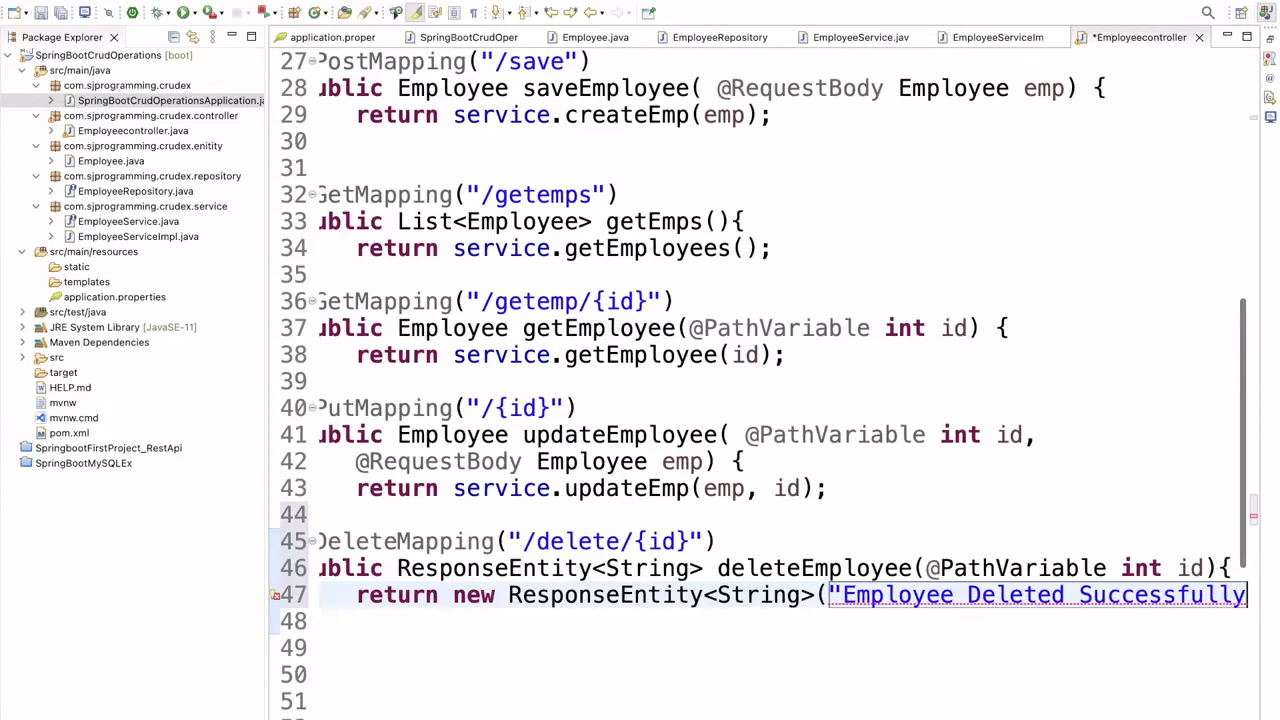 Package Explorer
application.proper
SpringBootCrudOper
Employee.java
EmployeeRepository
EmployeeService.jav
EmployeeServiceIm
*Employeecontroller
SpringBootCrudOperations [boot]
src/main/java
com.sjprogramming.crudex
SpringBootCrudOperationsApplication.ja
com.sjprogramming.crudex.controller
Employeecontroller.java
com.sjprogramming.crudex.enitity
Employee.java
com.sjprogramming.crudex.repository
EmployeeRepository.java
com.sjprogramming.crudex.service
EmployeeService.java
EmployeeServiceImpl.java
src/main/resources
static
templates
application.properties
src/test/java
JRE System Library [JavaSE-11]
Maven Dependencies
src
target
HELP.md
mvnw
mvnw.cmd
pom.xml
SpringbootFirstProject_RestApi
SpringBootMySQLEx
27 PostMapping("/save")
28 ublic Employee saveEmployee( @RequestBody Employee emp) {
29 return service.createEmp(emp);
30
31
32 GetMapping("/getemps")
33 ublic List<Employee> getEmps(){
34 return service.getEmployees();
35
36 GetMapping("/getemp/{id}")
37 ublic Employee getEmployee(@PathVariable int id) {
38 return service.getEmployee(id);
39
40 PutMapping("/{id}")
41 ublic Employee updateEmployee( @PathVariable int id,
42 @RequestBody Employee emp) {
43 return service.updateEmp(emp, id);
44
45 DeleteMapping("/delete/{id}")
46 ublic ResponseEntity<String> deleteEmployee(@PathVariable int id){
47 return new ResponseEntity<String>("Employee Deleted Successfully
48
49
50
51